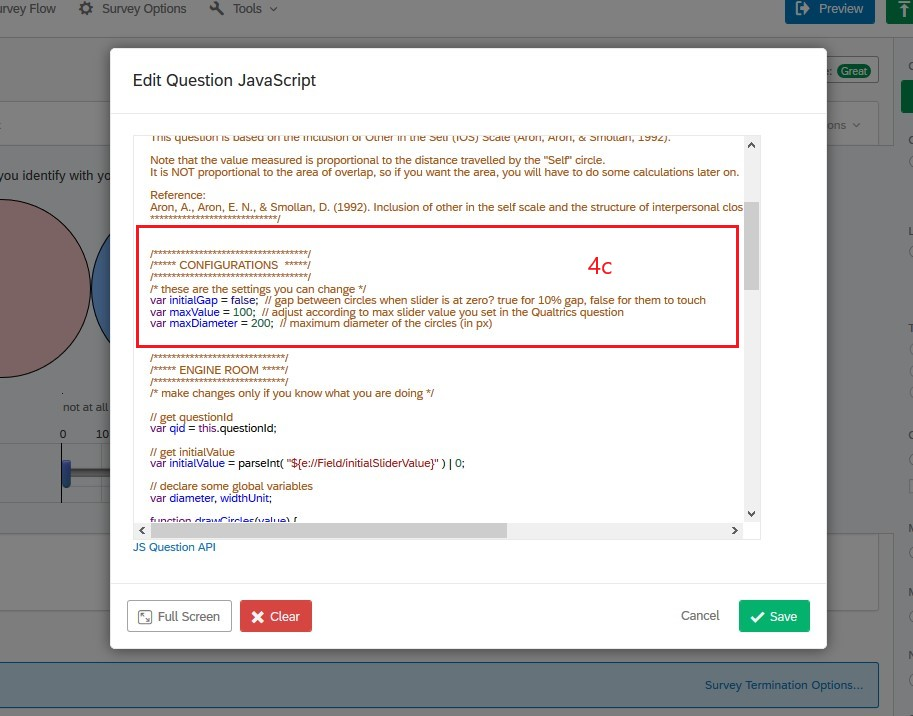 urvey Flow Survey Options Tools Preview
Edit Question JavaScript
Great
ons
This question is based on the Inclusion of Other in the Self (IOS) Scale (Aron, Aron, & Smollan, 1992).
Note that the value measured is proportional to the distance travelled by the "Self" circle.
It is NOT proportional to the area of overlap, so if you want the area, you will have to do some calculations later on.
you identify with yo
Reference:
Aron, A., Aron, E. N., & Smollan, D. (1992). Inclusion of other in the self scale and the structure of interpersonal clos
****************************/
/**********************************/
/***** CONFIGURATIONS *****/
/**********************************/
4c
/* these are the settings you can change */
var initialGap = false; // gap between circles when slider is at zero? true for 10% gap, false for them to touch
var maxValue = 100; // adjust according to max slider value you set in the Qualtrics question
var maxDiameter = 200; // maximum diameter of the circles (in px)
/*****************************/
/***** ENGINE ROOM *****/
/*****************************/
/* make changes only if you know what you are doing */
not at all
// get questionId
var qid = this.questionId;
0 10
// get initialValue
var initialValue = parseInt( "${e://Field/initialSliderValue}" ) | 0;
// declare some global variables
var diameter, widthUnit;
function drawCircles(value) {
JS Question API
Full Screen Clear Cancel Save
Survey Termination Options...